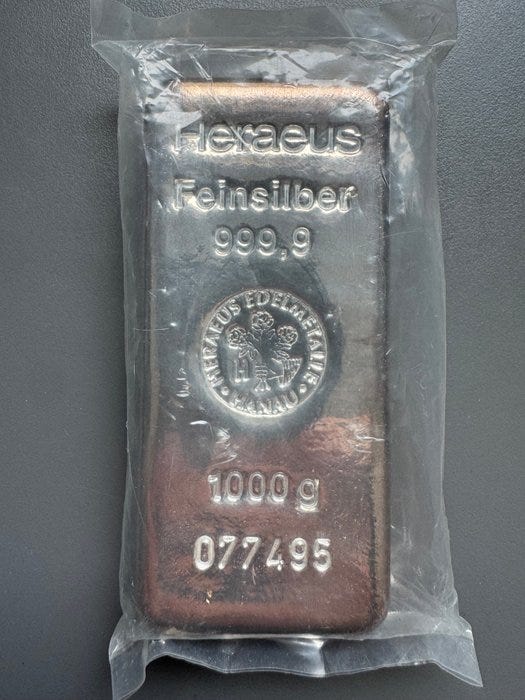 Heraeus
Feinsilber
999,9
HERAEUS EDELMETALLE
H
HANAU
1000 g
077495